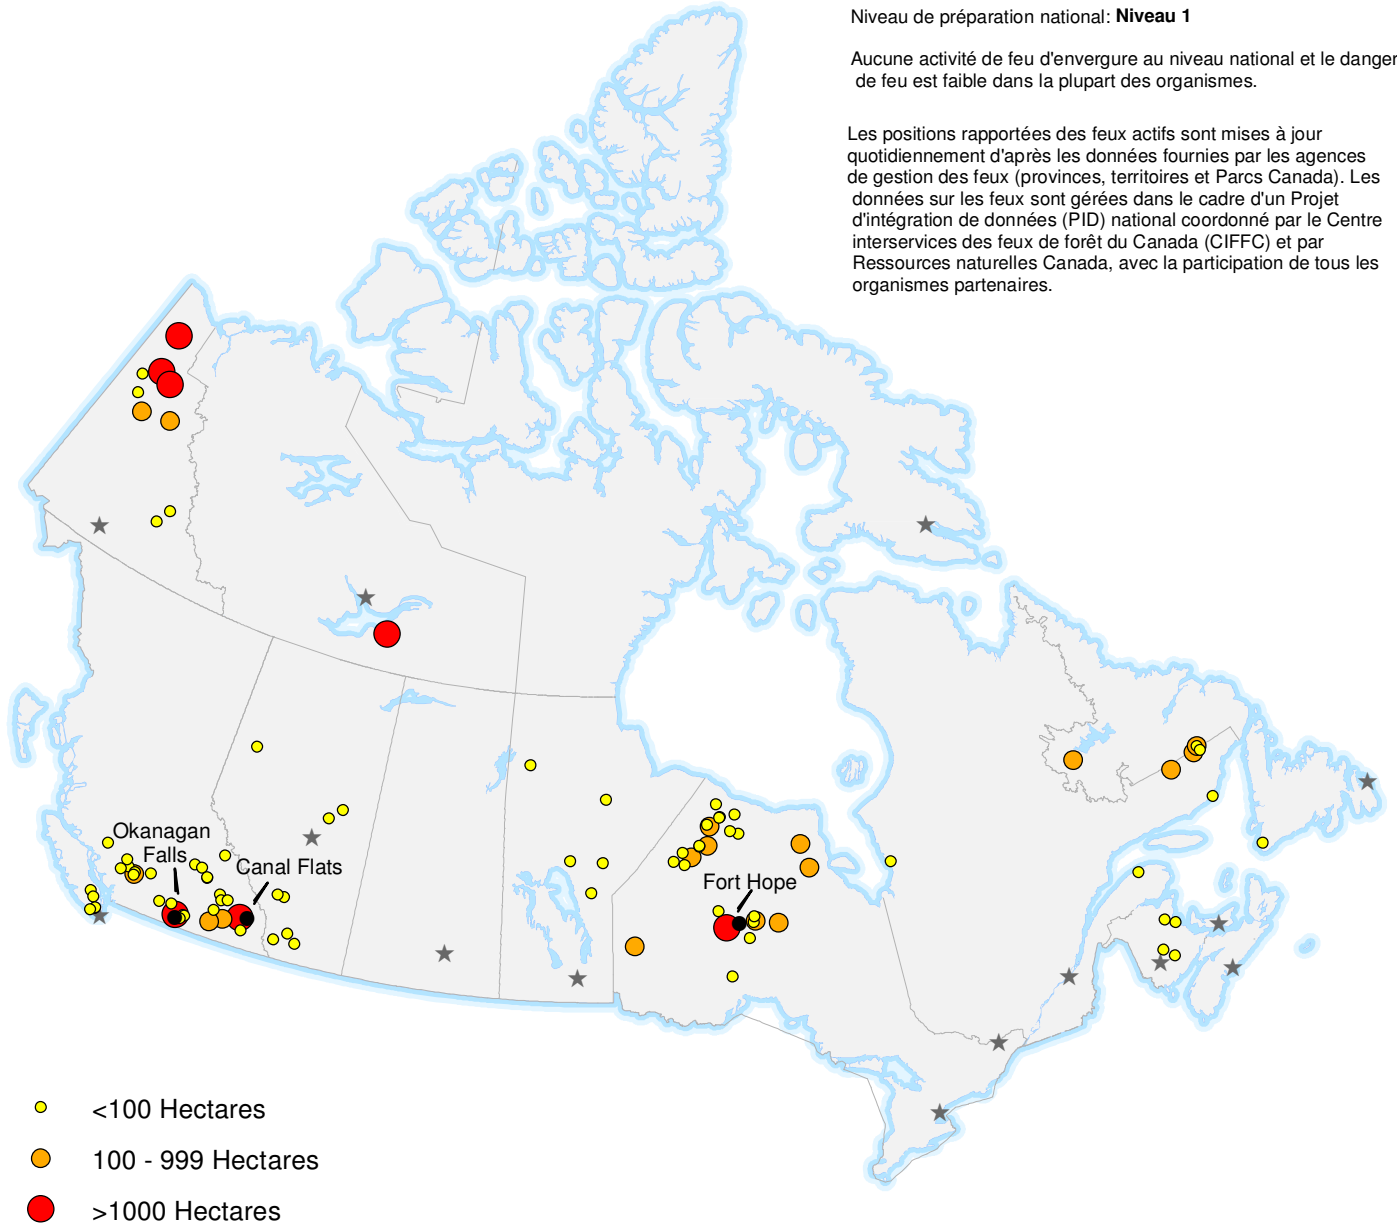 Niveau de préparation national: Niveau 1
Aucune activité de feu d'envergure au niveau national et le danger
de feu est faible dans la plupart des organismes.
Les positions rapportées des feux actifs sont mises à jour
quotidiennement d'après les données fournies par les agences
de gestion des feux (provinces, territoires et Parcs Canada). Les
données sur les feux sont gérées dans le cadre d'un Projet
d'intégration de données (PID) national coordonné par le Centre
interservices des feux de forêt du Canada (CIFFC) et par
Ressources naturelles Canada, avec la participation de tous les
organismes partenaires.
Okanagan
Falls
Canal Flats
Fort Hope
<100 Hectares
100 - 999 Hectares
>1000 Hectares